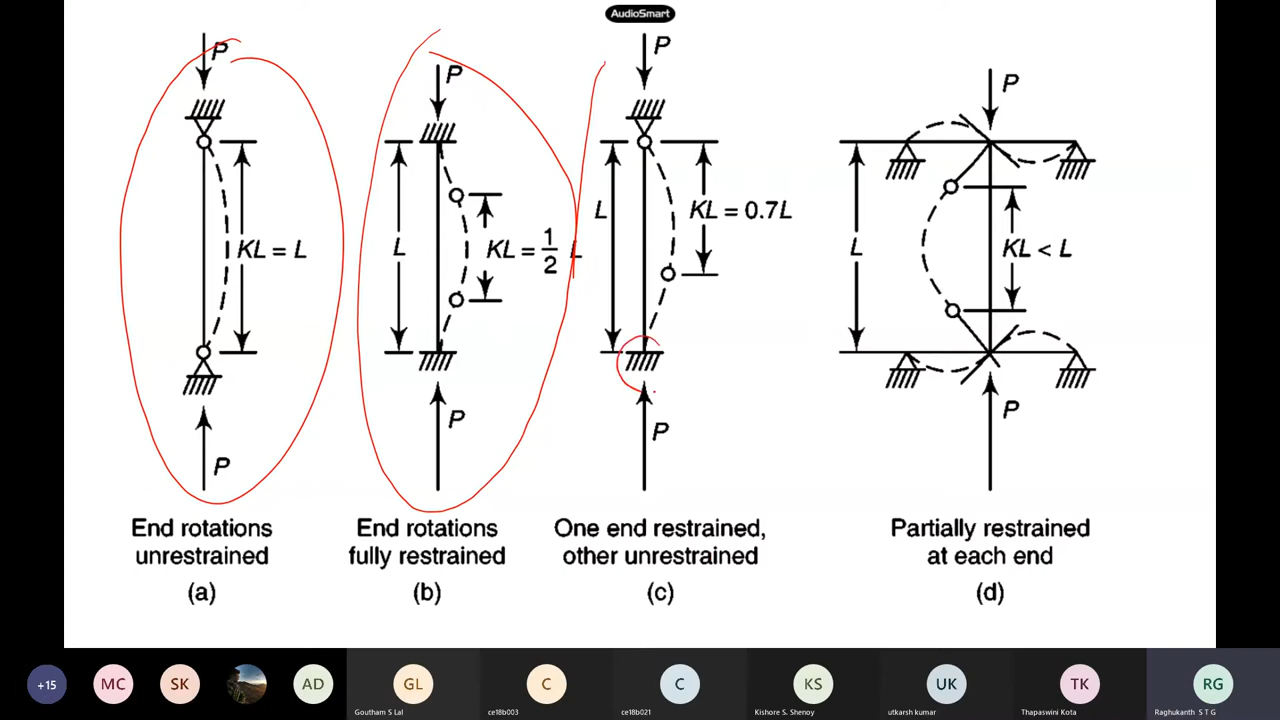 AudioSmart
P
P
P
P
L
KL = L
L
KL = 1/2 L
L
KL = 0.7L
L
KL < L
P
P
P
P
End rotations
unrestrained
(a)
End rotations
fully restrained
(b)
One end restrained,
other unrestrained
(c)
Partially restrained
at each end
(d)
+15
MC
SK
AD
GL
Goutham S Lal
C
ce18b003
C
ce18b021
KS
Kishore S. Shenoy
UK
utkarsh kumar
TK
Thapaswini Kota
RG
Raghukanth S T G